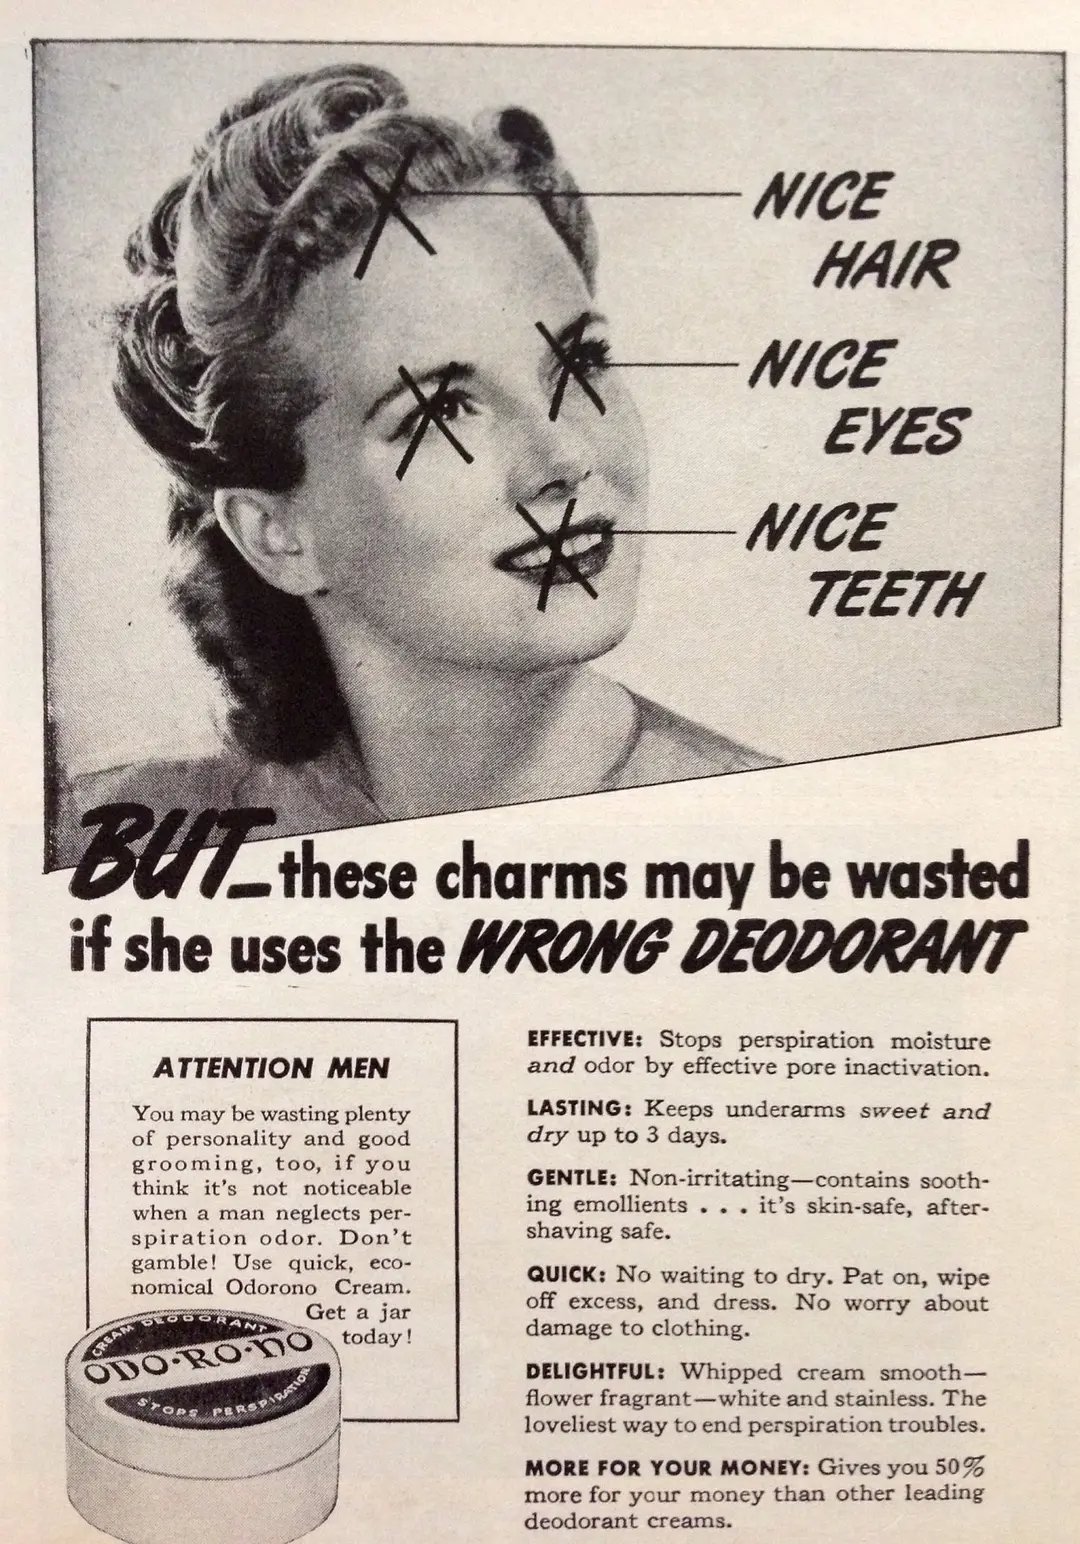 NICE
HAIR
NICE
EYES
NICE
TEETH
BUT—these charms may be wasted
if she uses the WRONG DEODORANT
ATTENTION MEN
You may be wasting plenty
of personality and good
grooming, too, if you
think it's not noticeable
when a man neglects per-
spiration odor. Don't
gamble! Use quick, eco-
nomical Odorono Cream.
Get a jar
today!
CREAM DEODORANT
ODO·RO·NO
STOPS PERSPIRATION
EFFECTIVE: Stops perspiration moisture
and odor by effective pore inactivation.
LASTING: Keeps underarms sweet and
dry up to 3 days.
GENTLE: Non-irritating—contains sooth-
ing emollients . . . it's skin-safe, after-
shaving safe.
QUICK: No waiting to dry. Pat on, wipe
off excess, and dress. No worry about
damage to clothing.
DELIGHTFUL: Whipped cream smooth—
flower fragrant—white and stainless. The
loveliest way to end perspiration troubles.
MORE FOR YOUR MONEY: Gives you 50%
more for your money than other leading
deodorant creams.